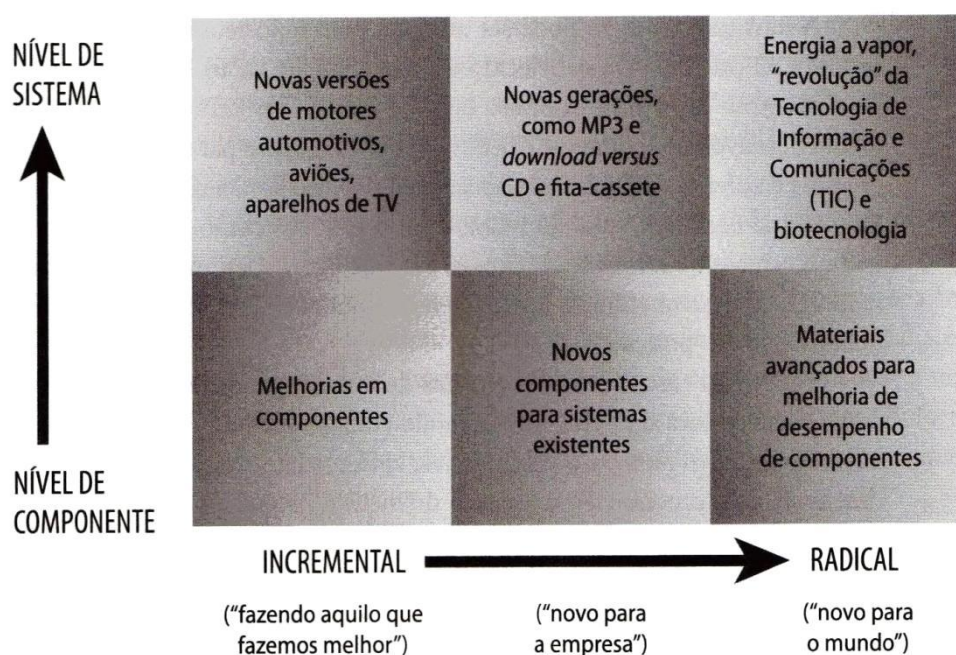 NÍVEL DE
SISTEMA
Novas versões
de motores
automotivos,
aviões,
aparelhos de TV
Novas gerações,
como MP3 e
download versus
CD e fita-cassete
Energia a vapor,
“revolução” da
Tecnologia de
Informação e
Comunicações
(TIC) e
biotecnologia
Melhorias em
componentes
Novos
componentes
para sistemas
existentes
Materiais
avançados para
melhoria de
desempenho
de componentes
NÍVEL DE
COMPONENTE
INCREMENTAL
RADICAL
(“fazendo aquilo que
fazemos melhor”)
(“novo para
a empresa”)
(“novo para
o mundo”)